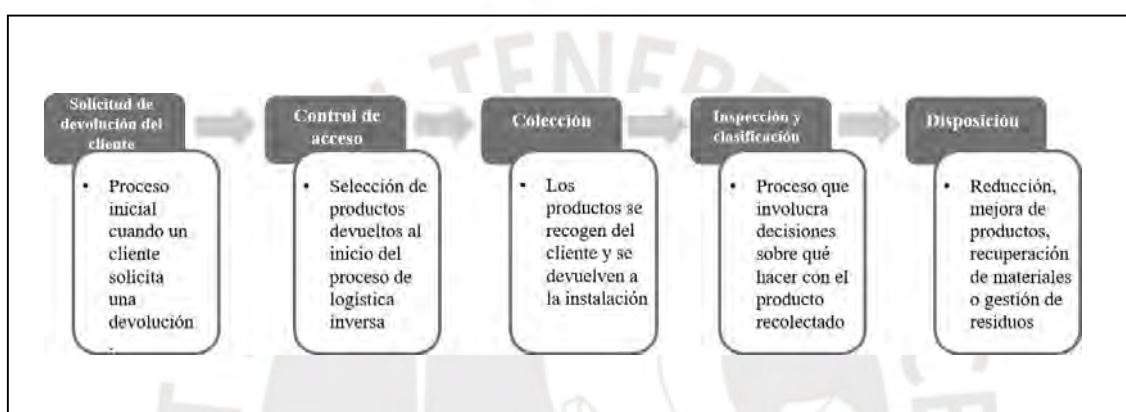 Solicitud de
devolución del
cliente
• Proceso
inicial
cuando un
cliente
solicita
una
devolución
.
Control de
acceso
• Selección de
productos
devueltos al
inicio del
proceso de
logística
inversa
Colección
• Los
productos se
recogen del
cliente y se
devuelven a
la instalación
Inspección y
clasificación
• Proceso que
involucra
decisiones
sobre qué
hacer con el
producto
recolectado
Disposición
• Reducción,
mejora de
productos,
recuperación
de materiales
o gestión de
residuos